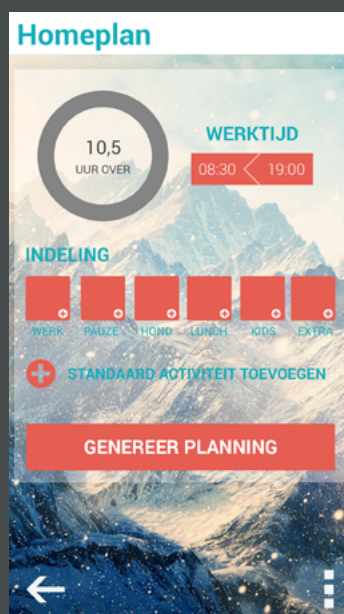 Homeplan
10,5
UUR OVER
WERKTIJD
08:30 19:00
INDELING
WERK PAUZE HOND LUNCH KIDS EXTRA
STANDAARD ACTIVITEIT TOEVOEGEN
GENEREER PLANNING